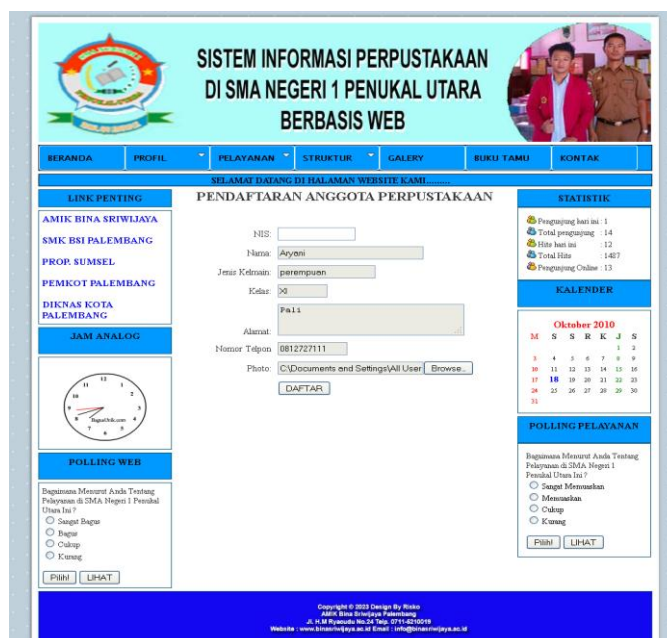 SISTEM INFORMASI PERPUSTAKAAN
DI SMA NEGERI 1 PENUKAL UTARA
BERBASIS WEB
BERANDA PROFIL PELAYANAN STRUKTUR GALERY BUKU TAMU KONTAK
SELAMAT DATANG DI HALAMAN WEBSITE KAMI.........
LINK PENTING
AMIK BINA SRIWIJAYA
SMK BSI PALEMBANG
PROP. SUMSEL
PEMKOT PALEMBANG
DIKNAS KOTA
PALEMBANG
JAM ANALOG
POLLING WEB
Bagaimana Menurut Anda Tentang
Pelayanan di SMA Negeri 1 Penukal
Utara Ini ?
Sangat Bagus
Bagus
Cukup
Kurang
Pilih! LIHAT
PENDAFTARAN ANGGOTA PERPUSTAKAAN
NIS:
Nama: Aryani
Jenis Kelmain: perempuan
Kelas: XI
Pali
Alamat:
Nomor Telpon 0812727111
Photo: C:\Documents and Settings\All User Browse...
DAFTAR
STATISTIK
Pengunjung hari ini : 1
Total pengunjung : 14
Hits hari ini : 12
Total Hits : 1487
Pengunjung Online : 13
KALENDER
Oktober 2010
M S S R K J S
1 2
3 4 5 6 7 8 9
10 11 12 13 14 15 16
17 18 19 20 21 22 23
24 25 26 27 28 29 30
31
POLLING PELAYANAN
Bagaimana Menurut Anda Tentang
Pelayanan di SMA Negeri 1
Penukal Utara Ini ?
Sangat Memuaskan
Memuaskan
Cukup
Kurang
Pilih! LIHAT
Copyright © 2023 Design By Risko
AMIK Bina Sriwijaya Palembang
Jl. H.M Ryacudu No.24 Telp. 0711-5210019
Website : www.binasriwijaya.ac.id Email : info@binasriwijaya.ac.id